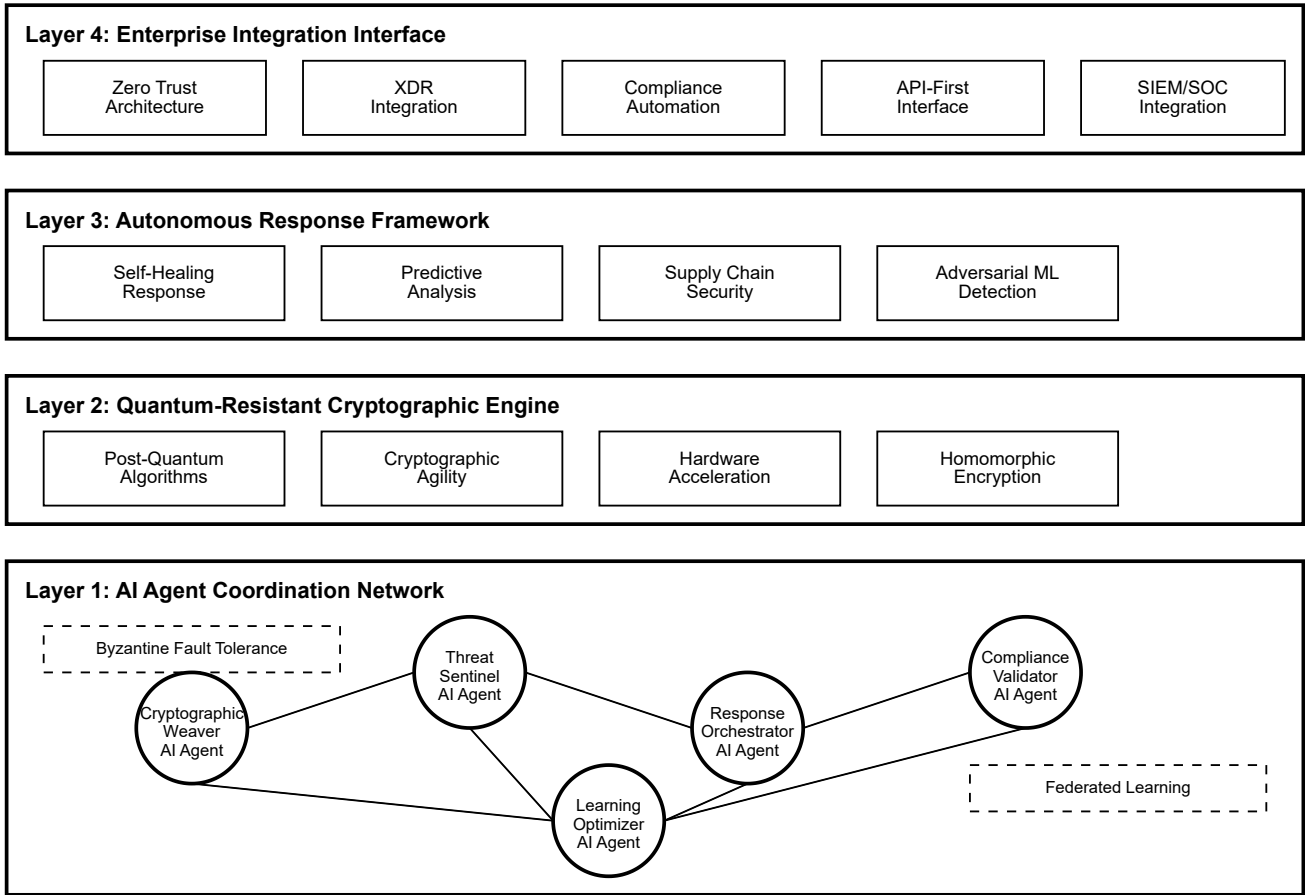 Layer 4: Enterprise Integration Interface
Zero Trust
Architecture
XDR
Integration
Compliance
Automation
API-First
Interface
SIEM/SOC
Integration
Layer 3: Autonomous Response Framework
Self-Healing
Response
Predictive
Analysis
Supply Chain
Security
Adversarial ML
Detection
Layer 2: Quantum-Resistant Cryptographic Engine
Post-Quantum
Algorithms
Cryptographic
Agility
Hardware
Acceleration
Homomorphic
Encryption
Layer 1: AI Agent Coordination Network
Byzantine Fault Tolerance
Cryptographic
Weaver
AI Agent
Threat
Sentinel
AI Agent
Response
Orchestrator
AI Agent
Compliance
Validator
AI Agent
Learning
Optimizer
AI Agent
Federated Learning